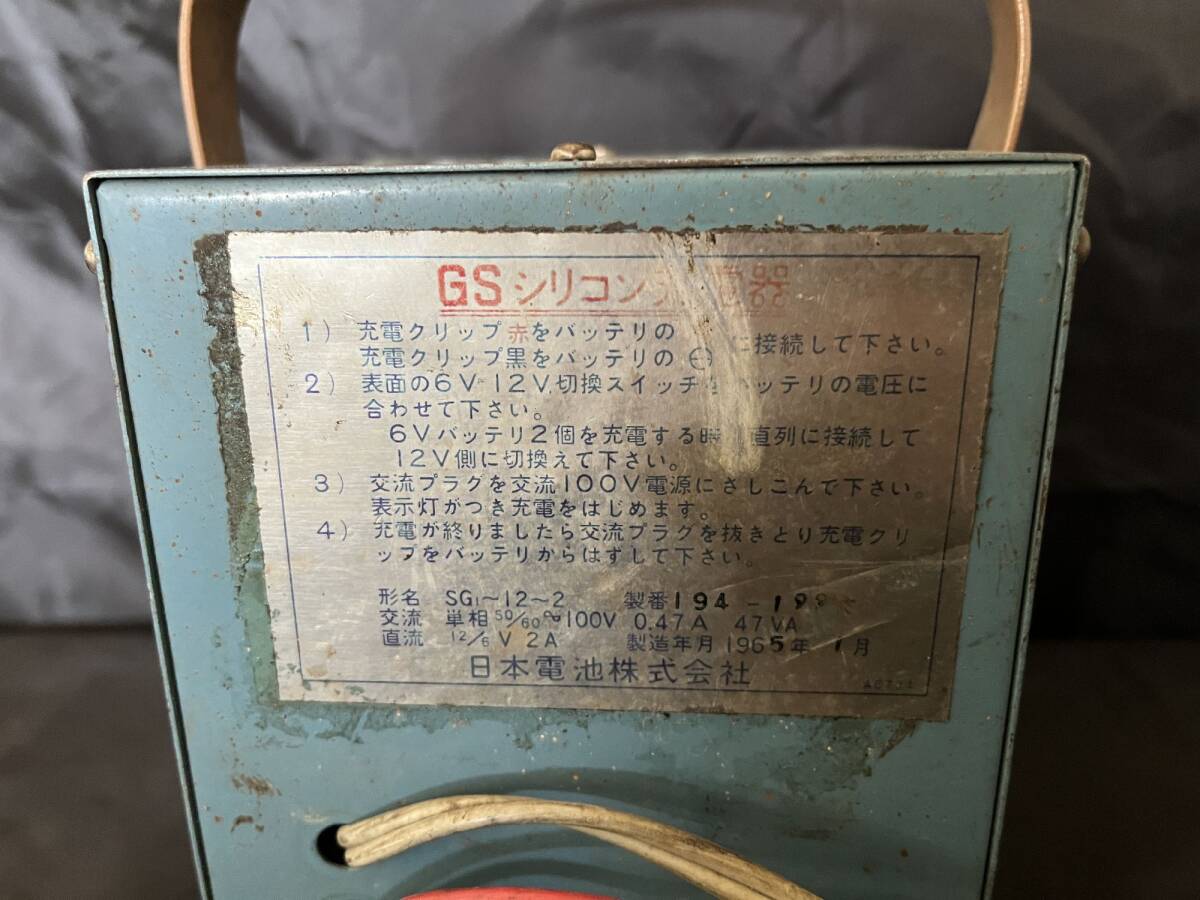 GS シリコン 電器
1) 充電クリップ赤をバッテリの
充電クリップ黒をバッテリの ⊖ に接続して下さい。
2) 表面の6V 12V切換スイッチ ッテリの電圧に
合わせて下さい。
6Vバッテリ2個を充電する時 直列に接続して
12V側に切換えて下さい。
3) 交流プラグを交流100V電源にさしこんで下さい。
表示灯がつき充電をはじめます。
4) 充電が終りましたら交流プラグを抜きとり充電クリ
ップをバッテリからはずして下さい。
形名 SG1~12~2 製番194-
交流 単相50/60∿100V 0.47A 47VA
直流 12/6V 2A 製造年月1965年 1月
日本電池株式会社